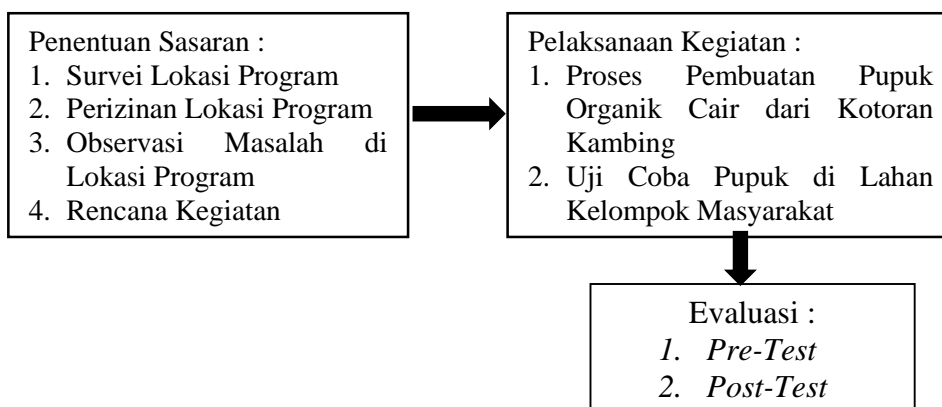 Penentuan Sasaran :
1. Survei Lokasi Program
2. Perizinan Lokasi Program
3. Observasi Masalah di
Lokasi Program
4. Rencana Kegiatan
Pelaksanaan Kegiatan :
1. Proses Pembuatan Pupuk
Organik Cair dari Kotoran
Kambing
2. Uji Coba Pupuk di Lahan
Kelompok Masyarakat
Evaluasi :
1. Pre-Test
2. Post-Test